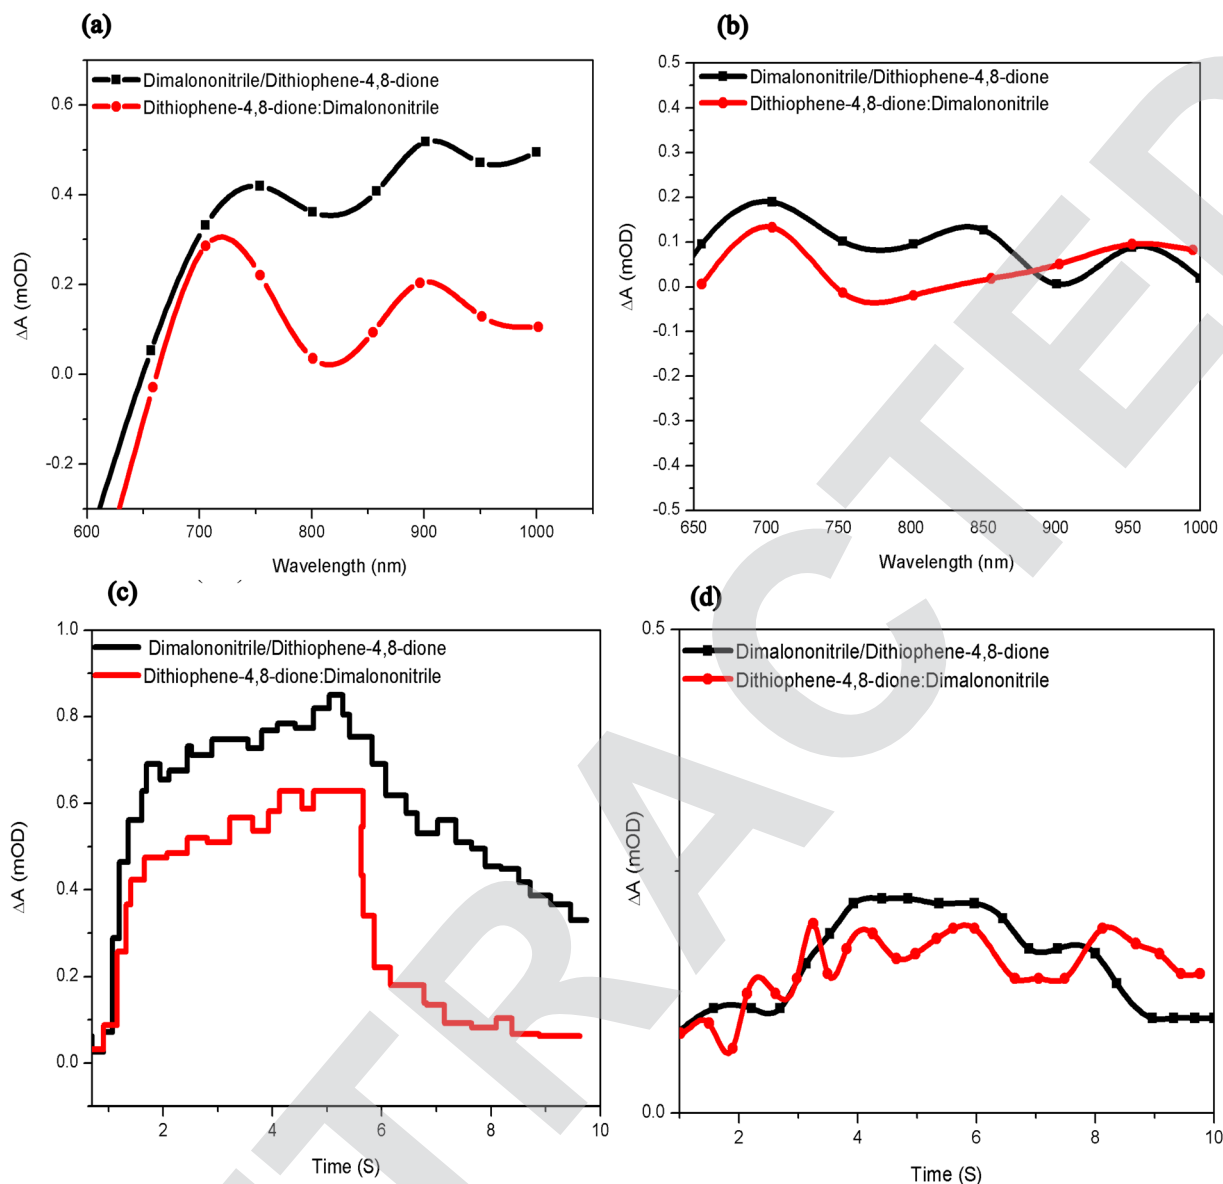 (a)
Dimalononitrile/Dithiophene-4,8-dione
Dithiophene-4,8-dione:Dimalononitrile
0.6
0.4
0.2
0.0
-0.2
ΔA (mOD)
600 700 800 900 1000
Wavelength (nm)
(b)
Dimalononitrile/Dithiophene-4,8-dione
Dithiophene-4,8-dione:Dimalononitrile
0.5
0.4
0.3
0.2
0.1
0.0
-0.1
-0.2
-0.3
-0.4
-0.5
ΔA (mOD)
650 700 750 800 850 900 950 1000
Wavelength (nm)
(c)
Dimalononitrile/Dithiophene-4,8-dione
Dithiophene-4,8-dione:Dimalononitrile
1.0
0.8
0.6
0.4
0.2
0.0
ΔA (mOD)
2 4 6 8 10
Time (S)
(d)
Dimalononitrile/Dithiophene-4,8-dione
Dithiophene-4,8-dione:Dimalononitrile
0.5
0.0
ΔA (mOD)
2 4 6 8 10
Time (S)
TRACTED